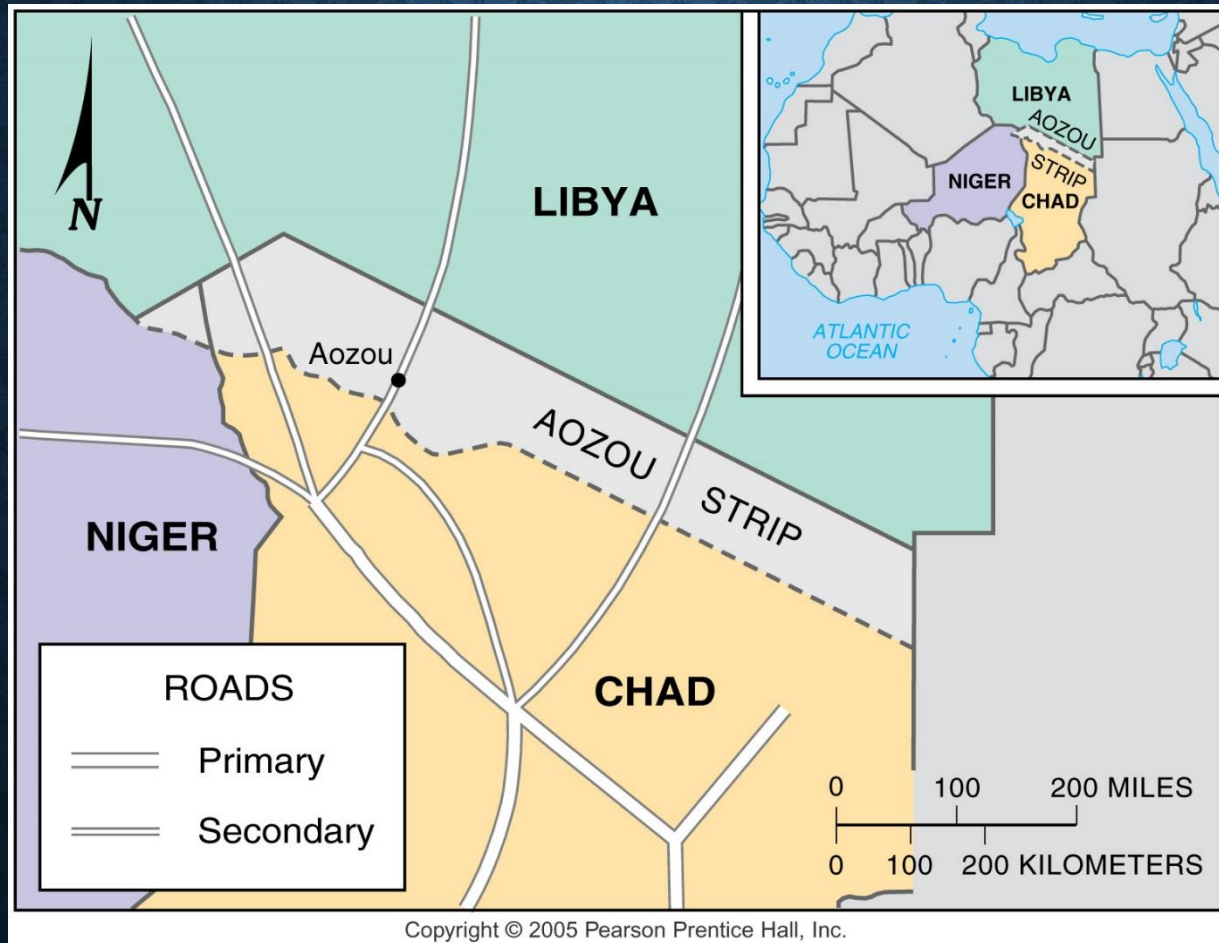 N
LIBYA
Aozou
AOZOU
STRIP
NIGER
CHAD
LIBYA
AOZOU
STRIP
NIGER
CHAD
ATLANTIC
OCEAN
ROADS
Primary
Secondary
0 100 200 MILES
0 100 200 KILOMETERS
Copyright © 2005 Pearson Prentice Hall, Inc.